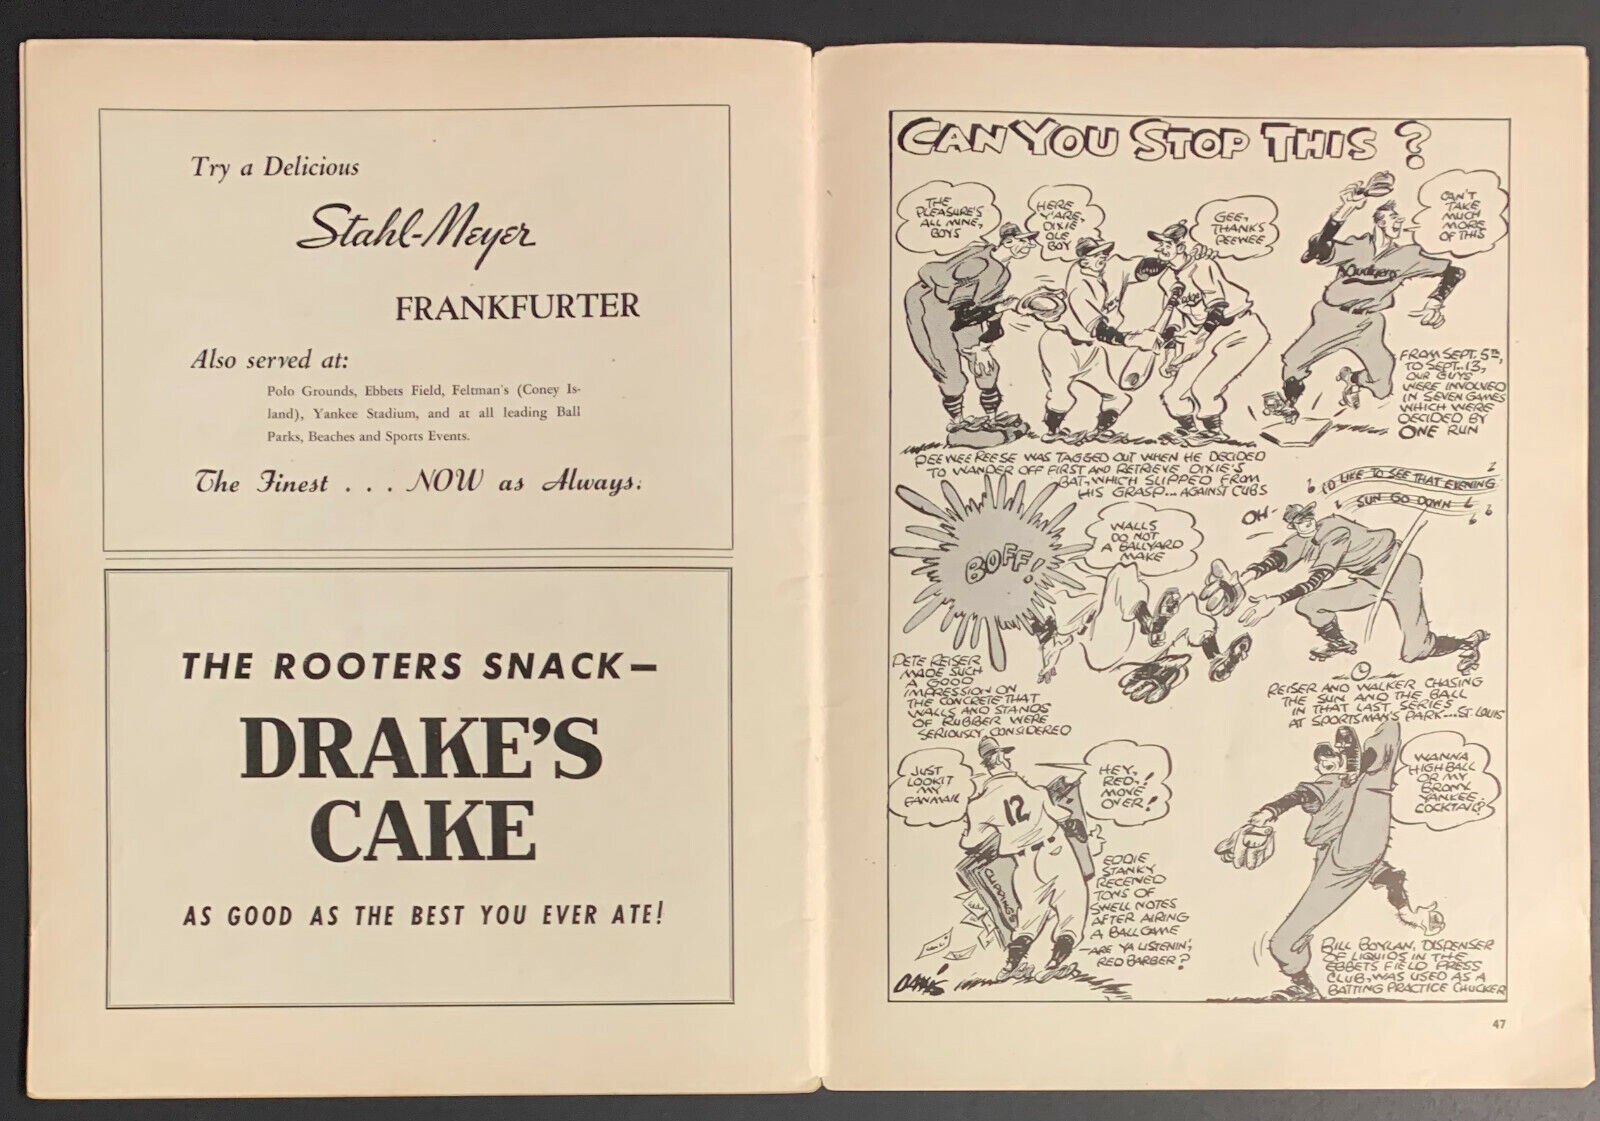 Try a Delicious
Stahl-Meyer
FRANKFURTER
Also served at:
Polo Grounds, Ebbets Field, Feltman's (Coney Is-
land), Yankee Stadium, and at all leading Ball
Parks, Beaches and Sports Events.
The Finest . . . NOW as Always.
THE ROOTERS SNACK—
DRAKE'S
CAKE
AS GOOD AS THE BEST YOU EVER ATE!
CAN YOU STOP THIS?
THE
PLEASURE'S
ALL MINE,
BOYS
HERE
Y'ARE,
DIXIE
OLE
BOY
GEE,
THANKS
PEEWEE
CAN'T
TAKE
MUCH
MORE
OF THIS
Dodgers
FROM SEPT. 5TH,
TO SEPT. 13,
OUR GUYS
WERE INVOLVED
IN SEVEN GAMES
WHICH WERE
DECIDED BY
ONE RUN
PEEWEE REESE WAS TAGGED OUT WHEN HE DECIDED
TO WANDER OFF FIRST AND RETRIEVE DIXIE'S
BAT, WHICH SLIPPED FROM
HIS GRASP... AGAINST CUBS
BOFF!
WALLS
DO NOT
A BALLYARD
MAKE
OH-
I'D LIKE TO SEE THAT EVENING
SUN GO DOWN
PETE REISER
MADE SUCH
A GOOD
IMPRESSION ON
THE CONCRETE THAT
WALLS AND STANDS
OF RUBBER WERE
SERIOUSLY CONSIDERED
REISER AND WALKER CHASING
THE SUN AND THE BALL
IN THAT LAST SERIES
AT SPORTSMAN'S PARK...ST. LOUIS
JUST
LOOKIT
MY
FANMAIL
HEY,
RED,!
MOVE
OVER!
12
CLIPPINGS
EDDIE
STANKY
RECEIVED
TONS OF
SWELL NOTES
AFTER AIRING
A BALLGAME
—ARE YA LISTENIN',
RED BARBER?
WANNA
HIGHBALL
OR MY
BRONX
YANKEE
COCKTAIL?
BILL BOYLAN, DISPENSER
OF LIQUIDS IN THE
EBBETS FIELD PRESS
CLUB, WAS USED AS A
BATTING PRACTICE CHUCKER
47